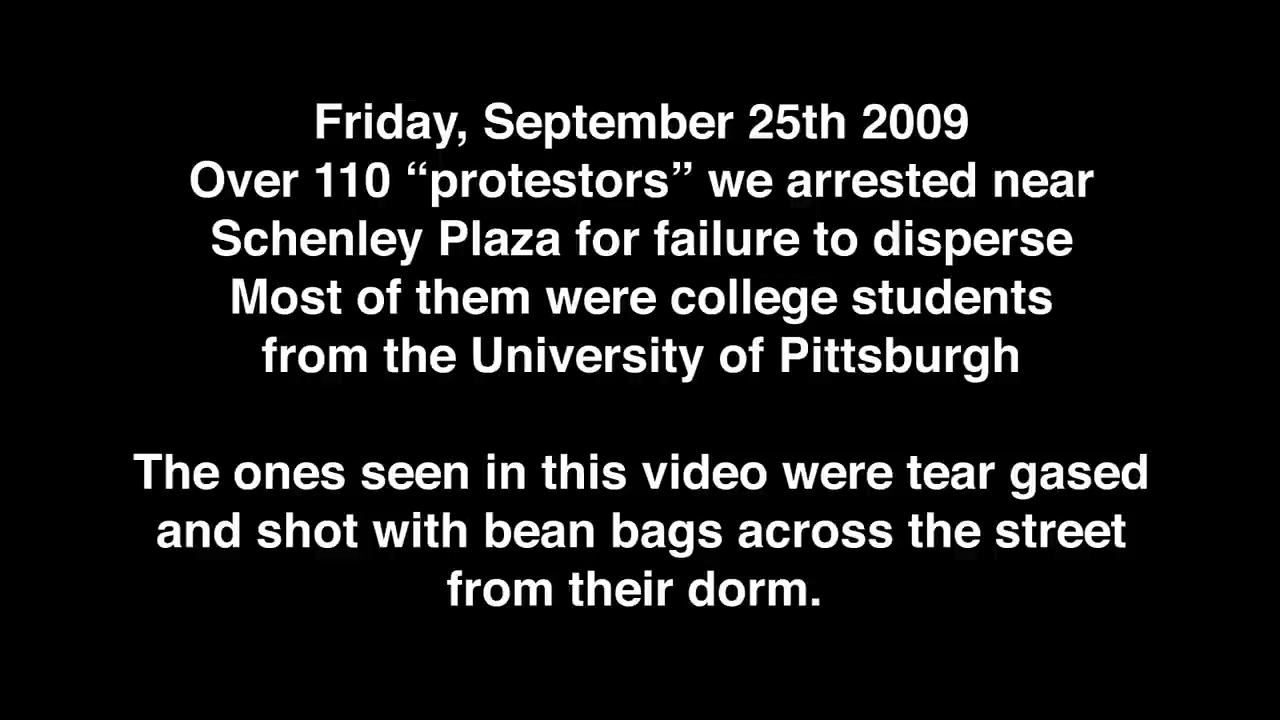 Friday, September 25th 2009
Over 110 “protestors” we arrested near
Schenley Plaza for failure to disperse
Most of them were college students
from the University of Pittsburgh
The ones seen in this video were tear gased
and shot with bean bags across the street
from their dorm.